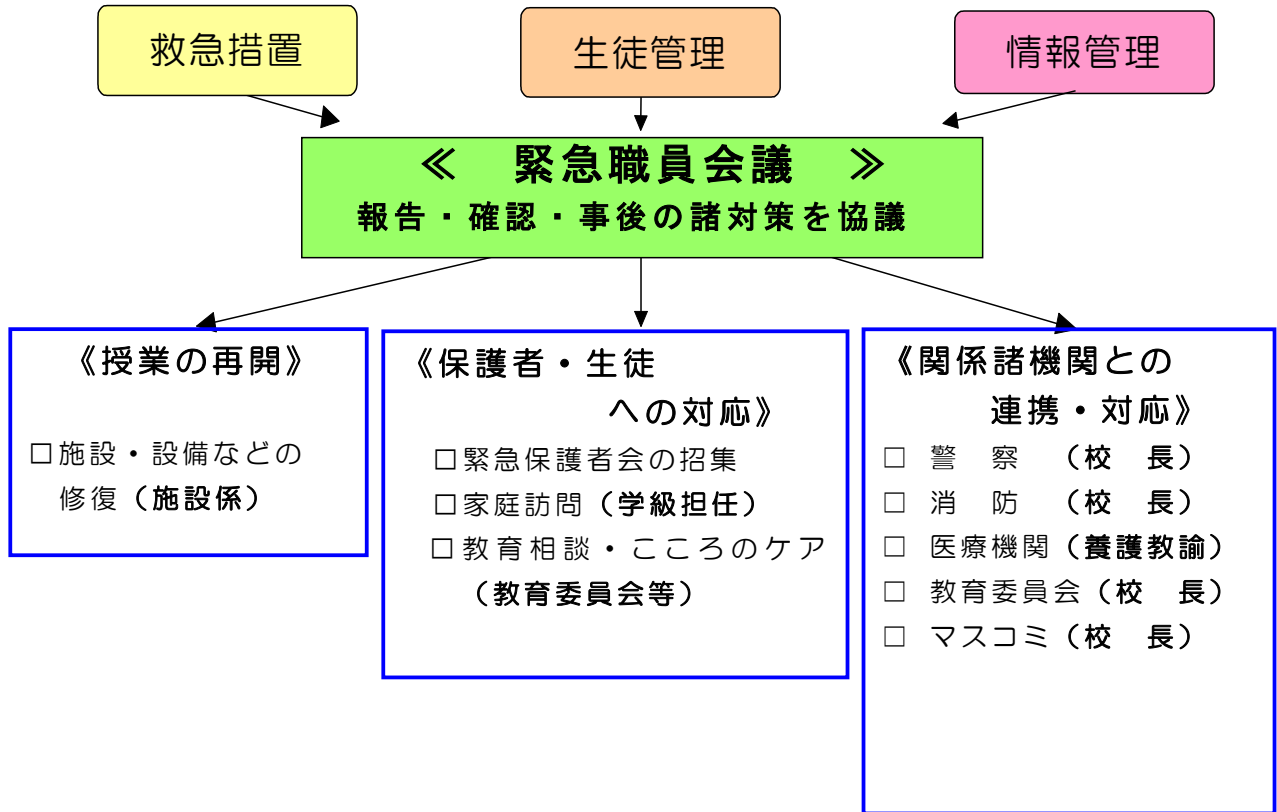 救急措置
生徒管理
情報管理
≪　緊急職員会議　≫
報告・確認・事後の諸対策を協議
《授業の再開》
□施設・設備などの
修復（施設係）
《保護者・生徒
への対応》
□緊急保護者会の招集
□家庭訪問（学級担任）
□教育相談・こころのケア
（教育委員会等）
《関係諸機関との
連携・対応》
□　警　察　（校　長）
□　消　防　（校　長）
□　医療機関（養護教諭）
□　教育委員会（校　長）
□　マスコミ（校　長）